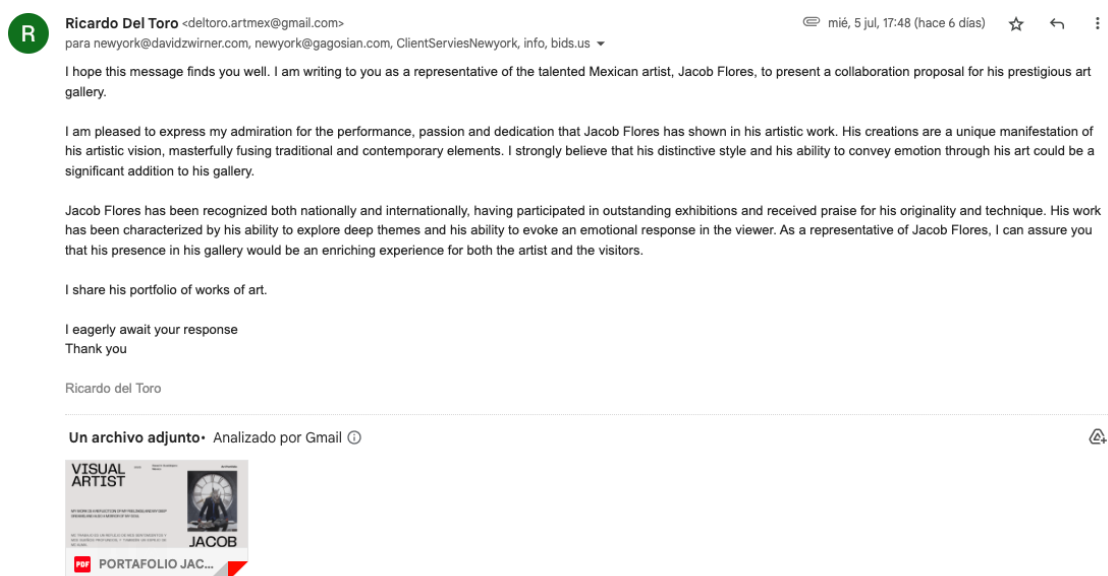 R
Ricardo Del Toro <deltoro.artmex@gmail.com>
mié, 5 jul, 17:48 (hace 6 días)
para newyork@davidzwirner.com, newyork@gagosian.com, ClientServiesNewyork, info, bids.us
I hope this message finds you well. I am writing to you as a representative of the talented Mexican artist, Jacob Flores, to present a collaboration proposal for his prestigious art
gallery.
I am pleased to express my admiration for the performance, passion and dedication that Jacob Flores has shown in his artistic work. His creations are a unique manifestation of
his artistic vision, masterfully fusing traditional and contemporary elements. I strongly believe that his distinctive style and his ability to convey emotion through his art could be a
significant addition to his gallery.
Jacob Flores has been recognized both nationally and internationally, having participated in outstanding exhibitions and received praise for his originality and technique. His work
has been characterized by his ability to explore deep themes and his ability to evoke an emotional response in the viewer. As a representative of Jacob Flores, I can assure you
that his presence in his gallery would be an enriching experience for both the artist and the visitors.
I share his portfolio of works of art.
I eagerly await your response
Thank you
Ricardo del Toro
Un archivo adjunto• Analizado por Gmail
VISUAL
ARTIST
JACOB
PDF PORTAFOLIO JAC...